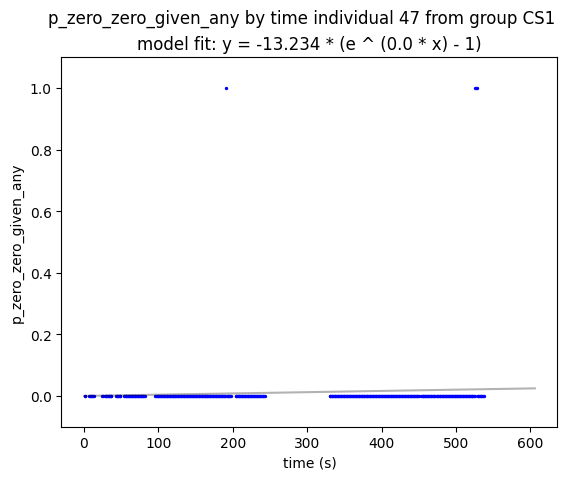 p_zero_zero_given_any by time individual 47 from group CS1
model fit: y = -13.234 * (e ^ (0.0 * x) - 1)
1.0
0.8
0.6
0.4
0.2
0.0
p_zero_zero_given_any
0 100 200 300 400 500 600
time (s)